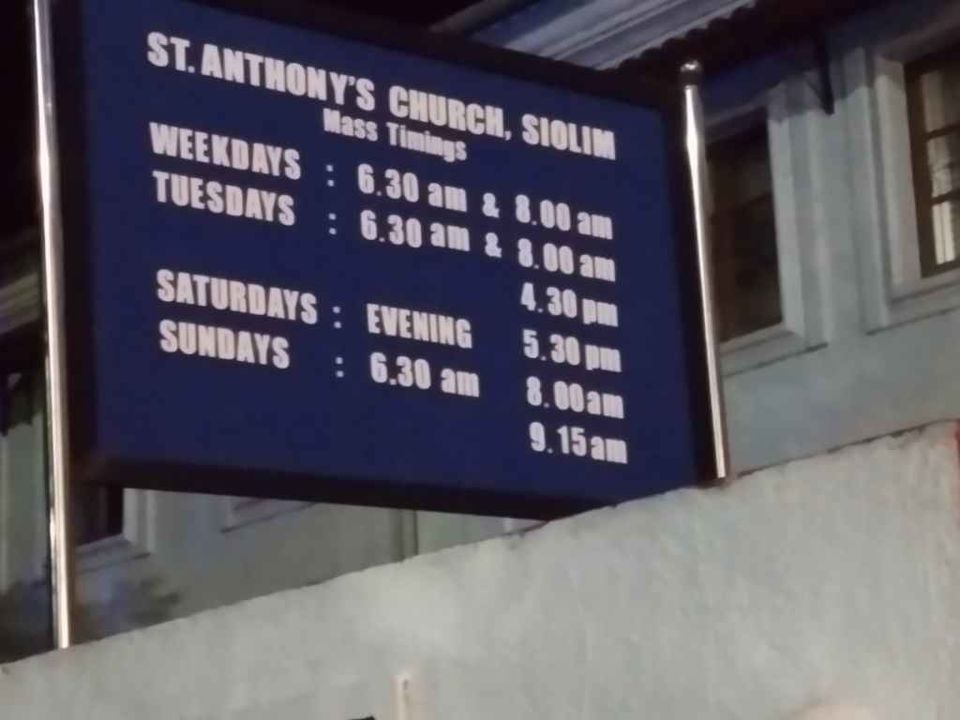 ST. ANTHONY'S CHURCH, SIOLIM
Mass Timings
WEEKDAYS : 6.30 am & 8.00 am
TUESDAYS : 6.30 am & 8.00 am
4.30 pm
SATURDAYS : EVENING 5.30 pm
SUNDAYS : 6.30 am 8.00am
9.15am